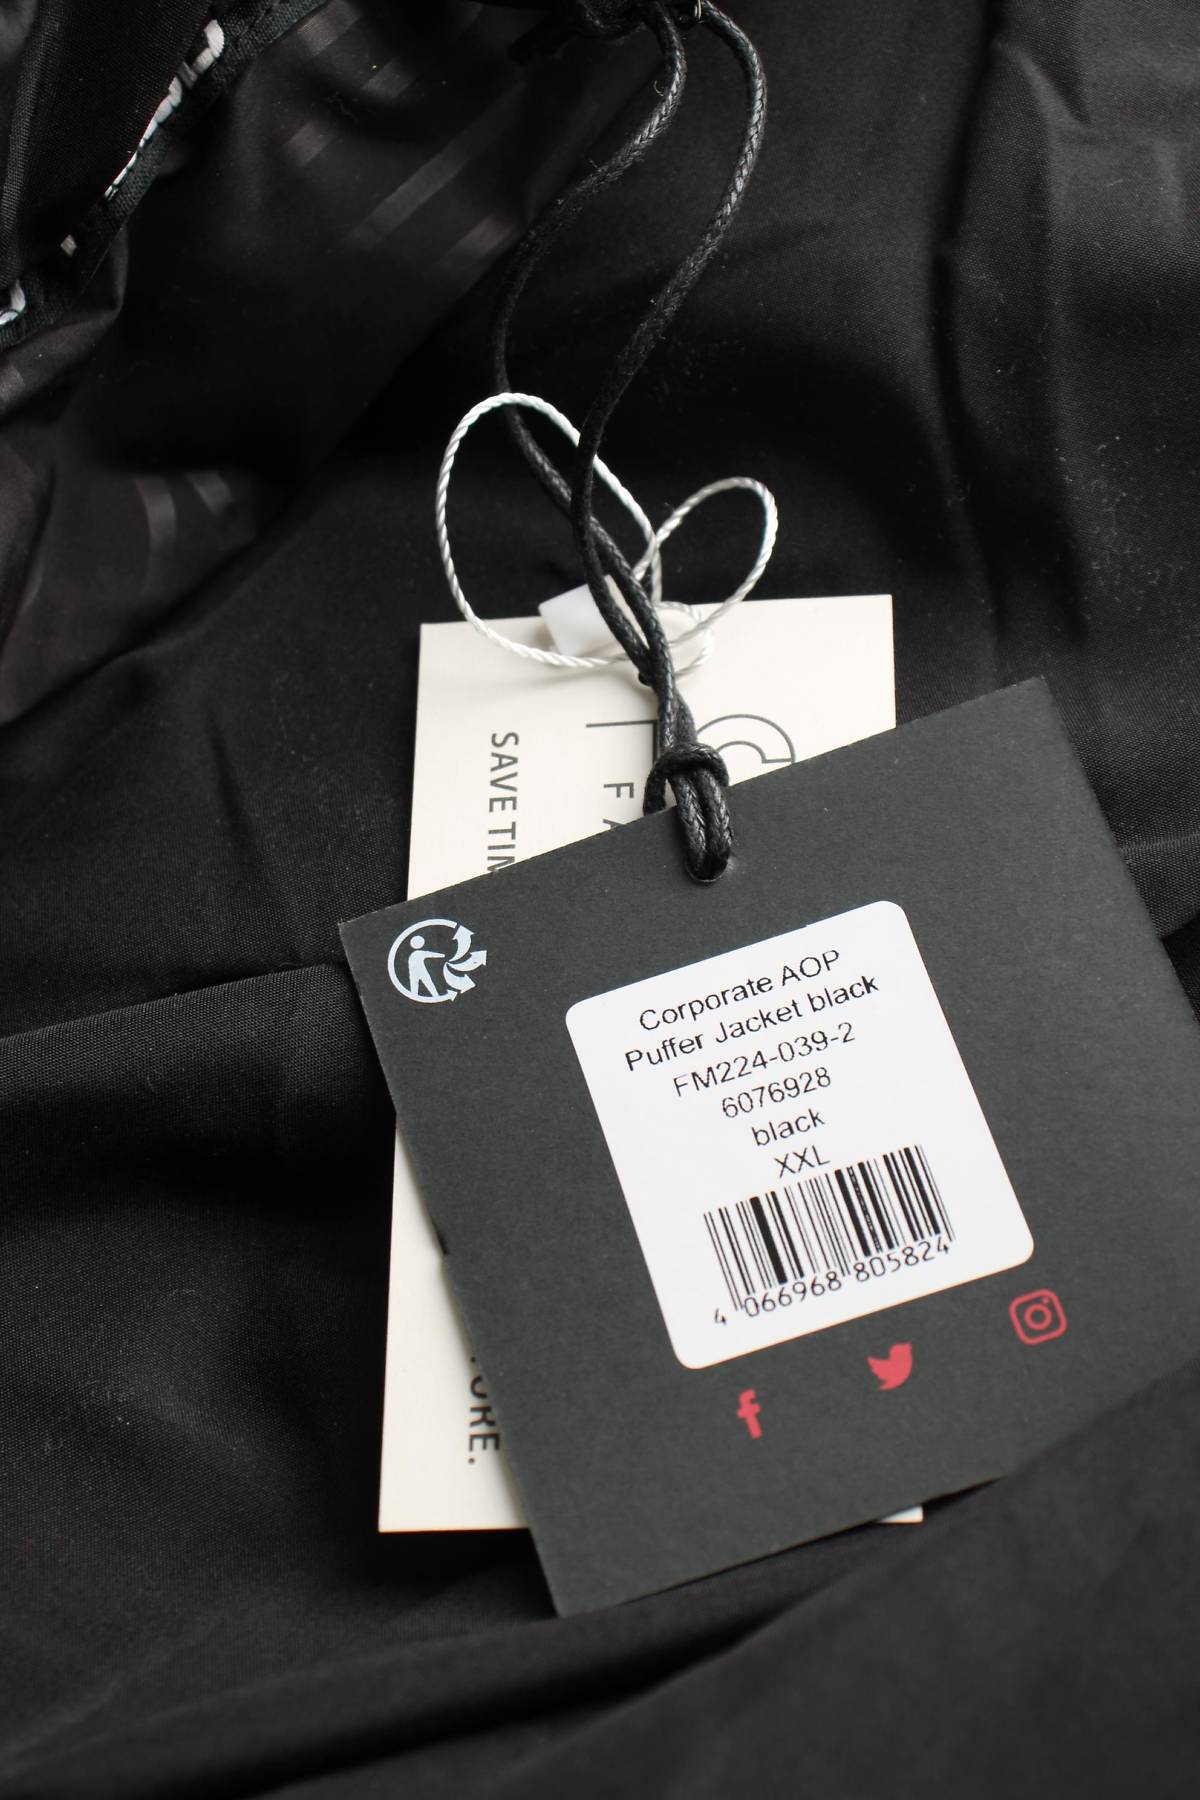 SAVE TIM
F A
ORE.
Corporate AOP
Puffer Jacket black
FM224-039-2
6076928
black
XXL
4 066968 805824